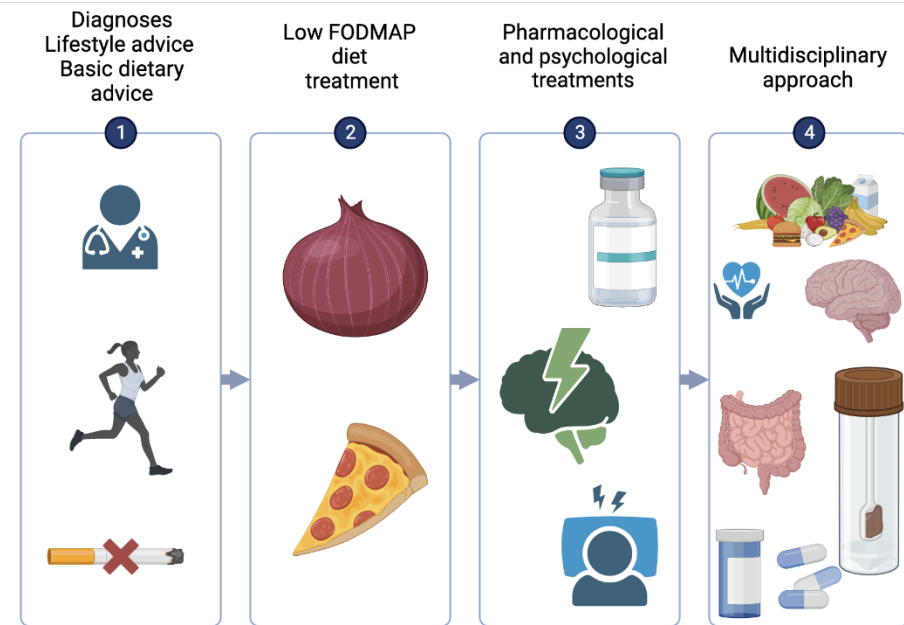 Diagnoses
Lifestyle advice
Basic dietary
advice
Low FODMAP
diet
treatment
Pharmacological
and psychological
treatments
Multidisciplinary
approach
1
2
3
4